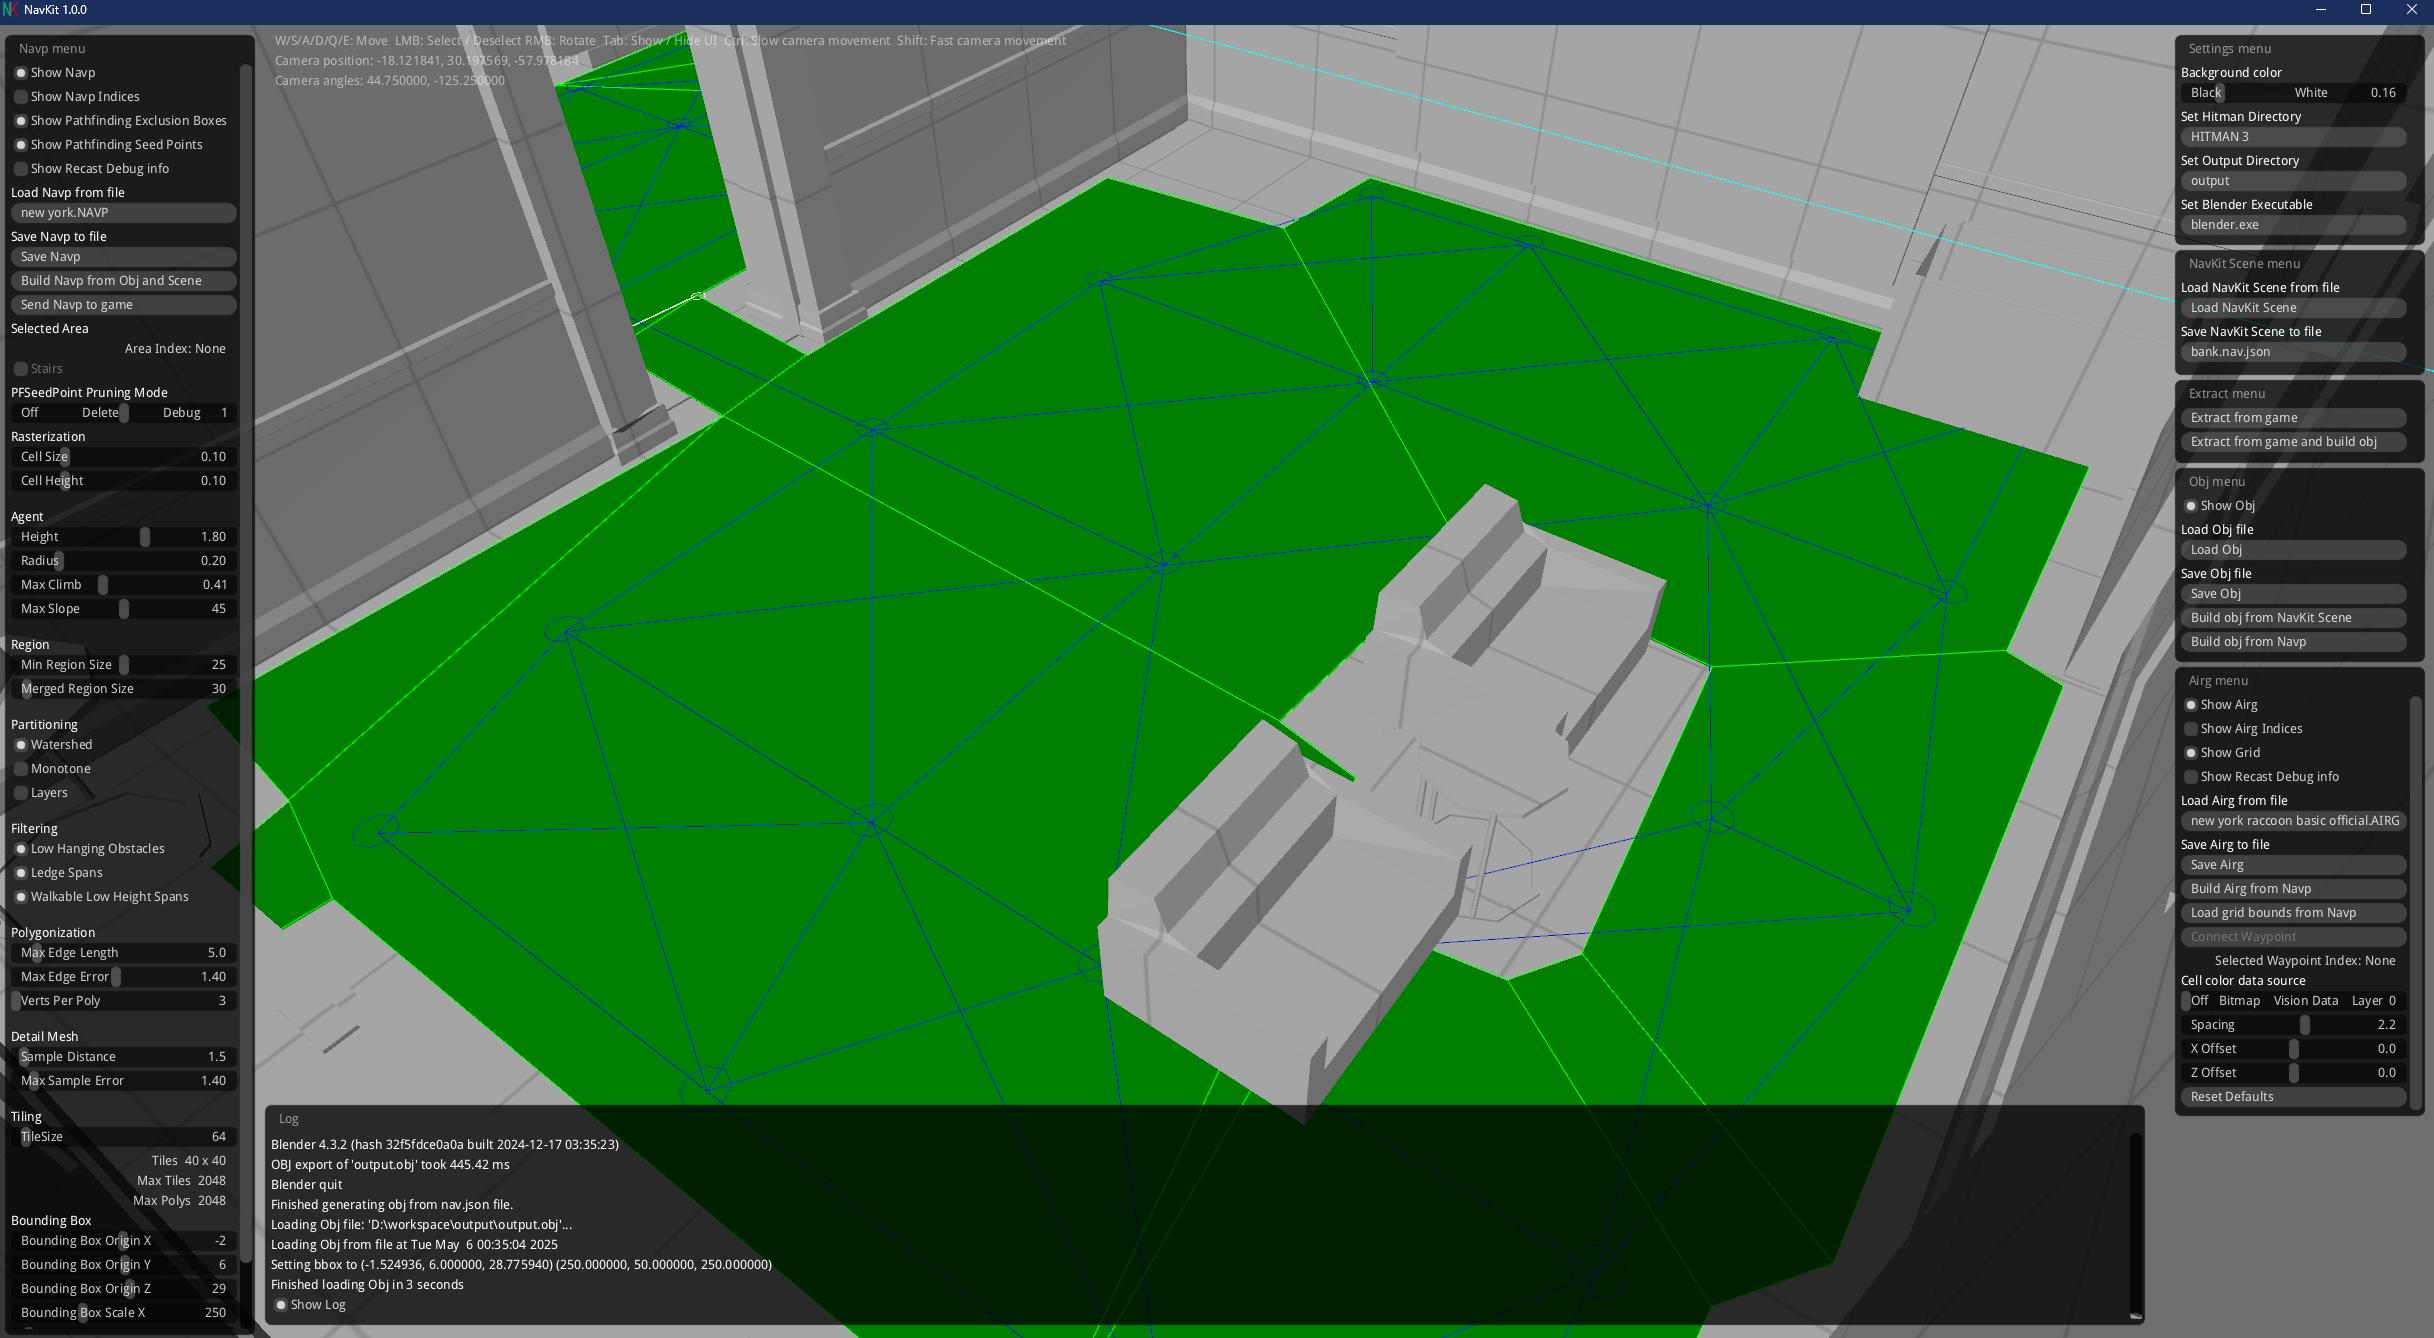 NavKit 1.0.0
W/S/A/D/Q/E: Move  LMB: Select / Deselect RMB: Rotate  Tab: Show / Hide UI  Ctrl: Slow camera movement  Shift: Fast camera movement
Camera position: -18.121841, 30.197569, -57.978184
Camera angles: 44.750000, -125.250000
Navp menu
Show Navp
Show Navp Indices
Show Pathfinding Exclusion Boxes
Show Pathfinding Seed Points
Show Recast Debug info
Load Navp from file
new york.NAVP
Save Navp to file
Save Navp
Build Navp from Obj and Scene
Send Navp to game
Selected Area
Area Index: None
Stairs
PFSeedPoint Pruning Mode
Off Delete Debug 1
Rasterization
Cell Size 0.10
Cell Height 0.10
Agent
Height 1.80
Radius 0.20
Max Climb 0.41
Max Slope 45
Region
Min Region Size 25
Merged Region Size 30
Partitioning
Watershed
Monotone
Layers
Filtering
Low Hanging Obstacles
Ledge Spans
Walkable Low Height Spans
Polygonization
Max Edge Length 5.0
Max Edge Error 1.40
Verts Per Poly 3
Detail Mesh
Sample Distance 1.5
Max Sample Error 1.40
Tiling
TileSize 64
Tiles 40 x 40
Max Tiles 2048
Max Polys 2048
Bounding Box
Bounding Box Origin X -2
Bounding Box Origin Y 6
Bounding Box Origin Z 29
Bounding Box Scale X 250
Log
Blender 4.3.2 (hash 32f5fdce0a0a built 2024-12-17 03:35:23)
OBJ export of 'output.obj' took 445.42 ms
Blender quit
Finished generating obj from nav.json file.
Loading Obj file: 'D:\workspace\output\output.obj'...
Loading Obj from file at Tue May  6 00:35:04 2025
Setting bbox to (-1.524936, 6.000000, 28.775940) (250.000000, 50.000000, 250.000000)
Finished loading Obj in 3 seconds
Show Log
Settings menu
Background color
Black White 0.16
Set Hitman Directory
HITMAN 3
Set Output Directory
output
Set Blender Executable
blender.exe
NavKit Scene menu
Load NavKit Scene from file
Load NavKit Scene
Save NavKit Scene to file
bank.nav.json
Extract menu
Extract from game
Extract from game and build obj
Obj menu
Show Obj
Load Obj file
Load Obj
Save Obj file
Save Obj
Build obj from NavKit Scene
Build obj from Navp
Airg menu
Show Airg
Show Airg Indices
Show Grid
Show Recast Debug info
Load Airg from file
new york raccoon basic official.AIRG
Save Airg to file
Save Airg
Build Airg from Navp
Load grid bounds from Navp
Connect Waypoint
Selected Waypoint Index: None
Cell color data source
Off Bitmap Vision Data Layer 0
Spacing 2.2
X Offset 0.0
Z Offset 0.0
Reset Defaults